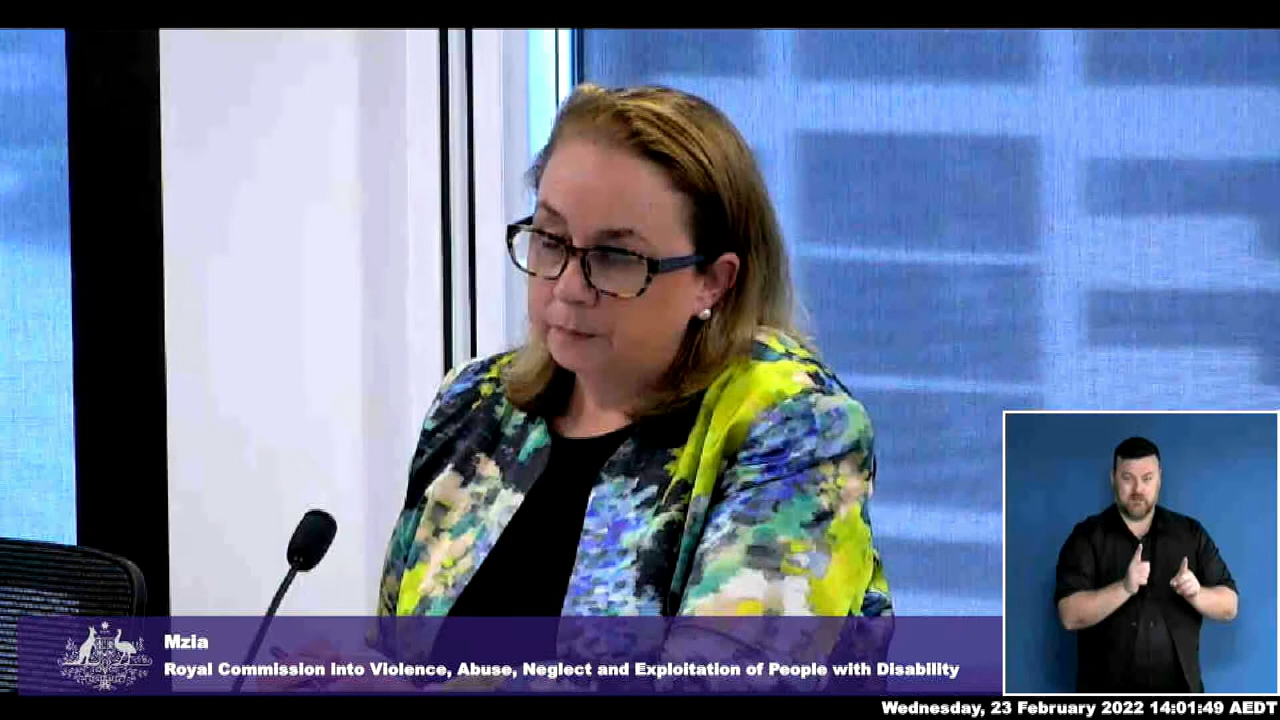 Mzia
Royal Commission into Violence, Abuse, Neglect and Exploitation of People with Disability
Wednesday, 23 February 2022 14:01:49 AEDT